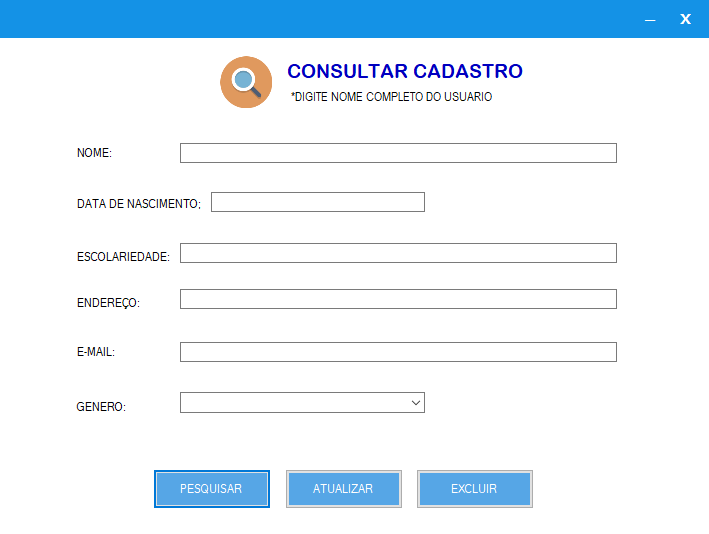 – X
CONSULTAR CADASTRO
*DIGITE NOME COMPLETO DO USUARIO
NOME:
DATA DE NASCIMENTO;
ESCOLARIEDADE:
ENDEREÇO:
E-MAIL:
GENERO:
PESQUISAR ATUALIZAR EXCLUIR